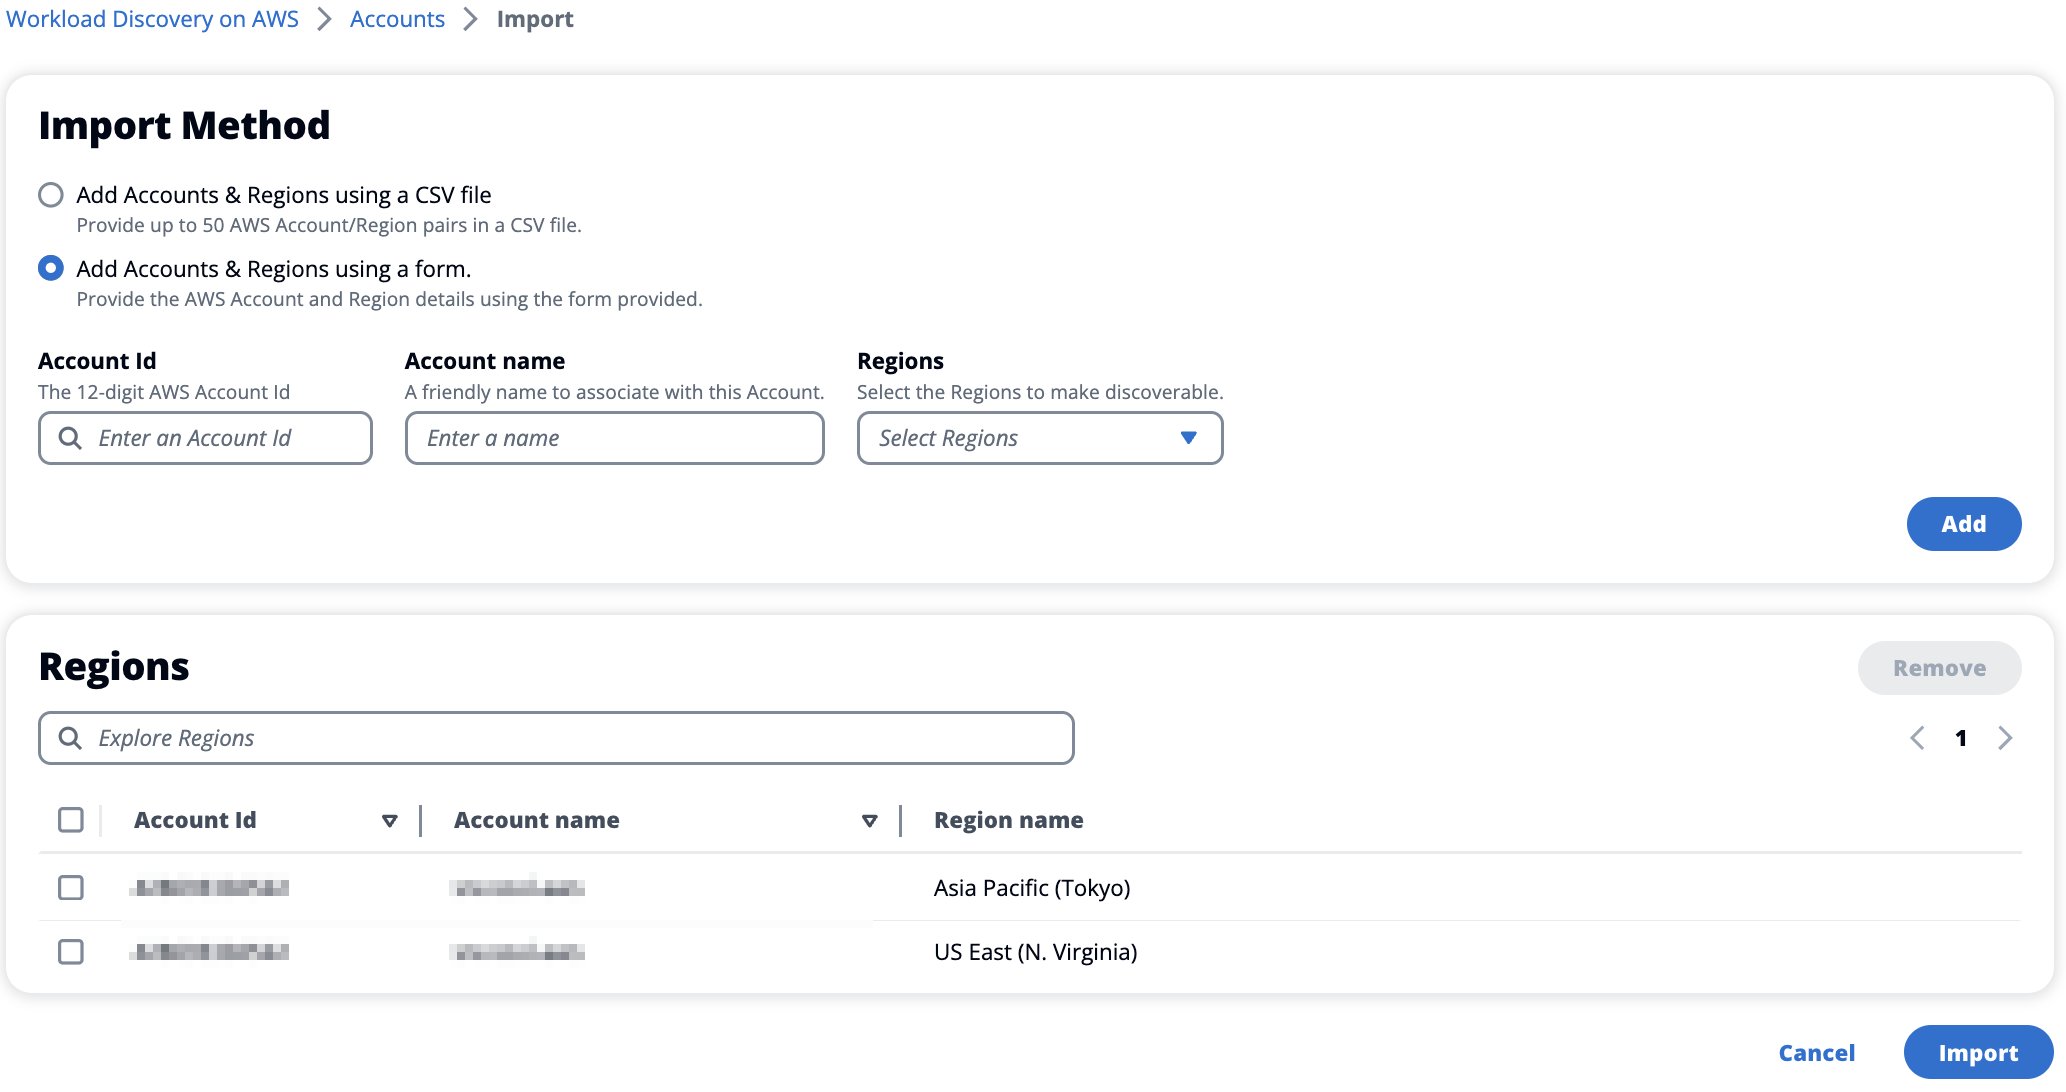 Workload Discovery on AWS > Accounts > Import
Import Method
Add Accounts & Regions using a CSV file
Provide up to 50 AWS Account/Region pairs in a CSV file.
Add Accounts & Regions using a form.
Provide the AWS Account and Region details using the form provided.
Account Id Account name Regions
The 12-digit AWS Account Id A friendly name to associate with this Account. Select the Regions to make discoverable.
Enter an Account Id Enter a name Select Regions
Add
Regions Remove
Explore Regions 1
Account Id Account name Region name
Asia Pacific (Tokyo)
US East (N. Virginia)
Cancel Import